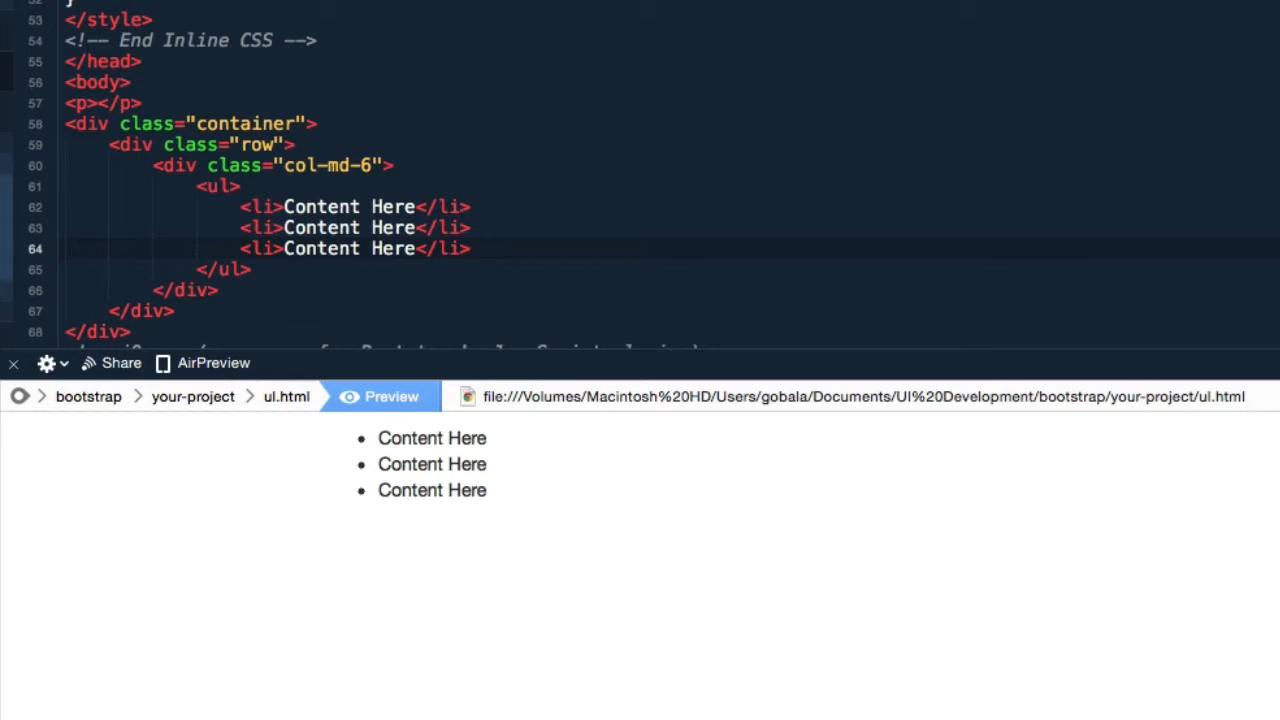 52 }
53 </style>
54 <!-- End Inline CSS -->
55 </head>
56 <body>
57 <p></p>
58 <div class="container">
59 <div class="row">
60 <div class="col-md-6">
61 <ul>
62 <li>Content Here</li>
63 <li>Content Here</li>
64 <li>Content Here</li>
65 </ul>
66 </div>
67 </div>
68 </div>
Share AirPreview
bootstrap your-project ul.html Preview file:///Volumes/Macintosh%20HD/Users/gobala/Documents/UI%20Development/bootstrap/your-project/ul.html
• Content Here
• Content Here
• Content Here